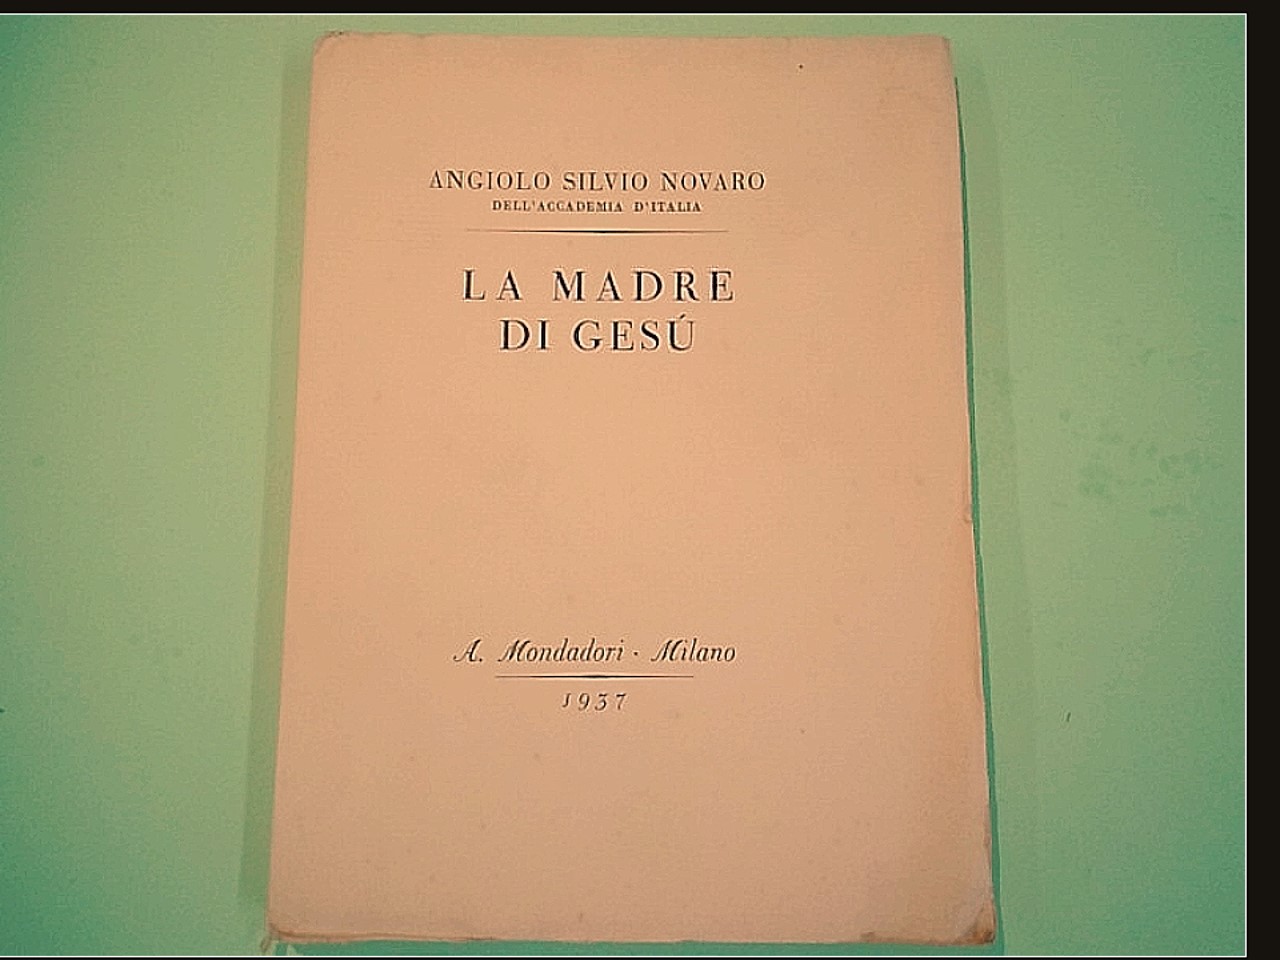 ANGIOLO SILVIO NOVARO
DELL'ACCADEMIA D'ITALIA
LA MADRE
DI GESÚ
A. Mondadori · Milano
1937